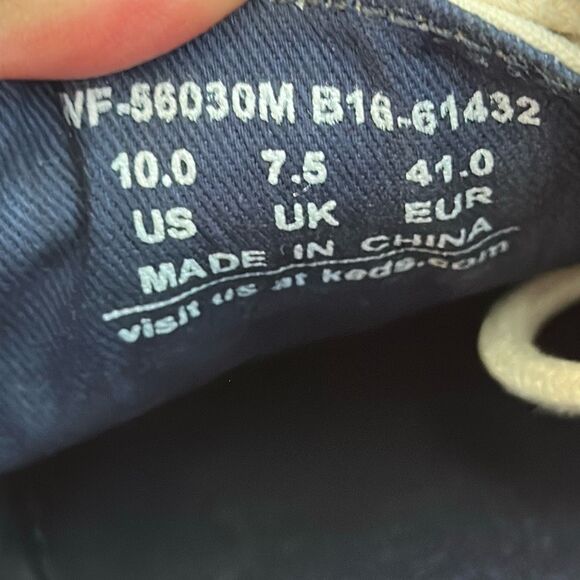 WF-56030M B16-61432
10.0 7.5 41.0
US UK EUR
MADE IN CHINA
visit us at keds.com